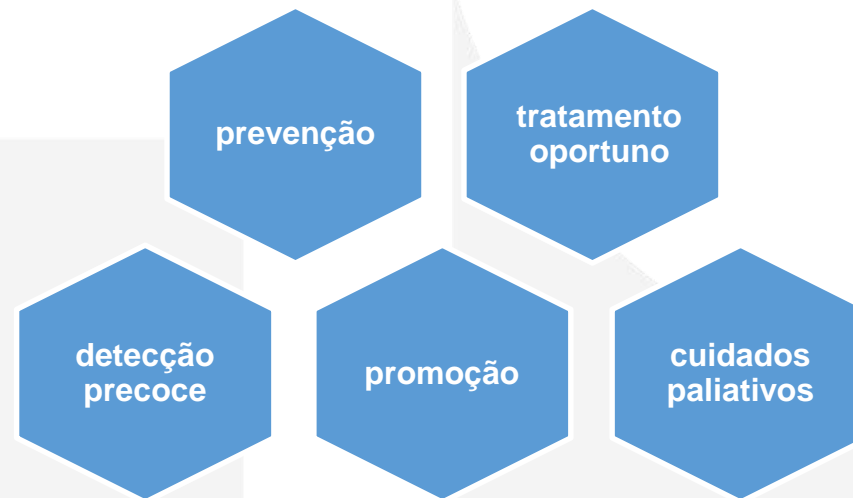 prevenção
tratamento
oportuno
detecção
precoce
promoção
cuidados
paliativos